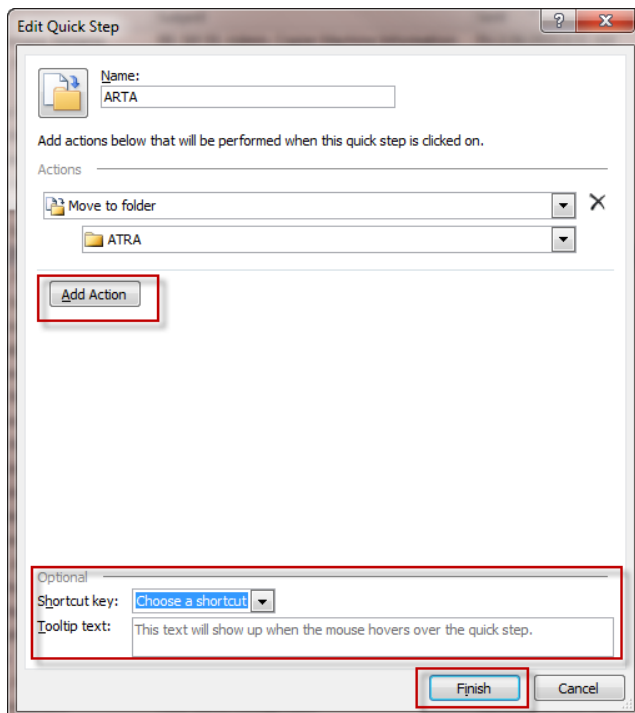 Edit Quick Step
Name:
ARTA
Add actions below that will be performed when this quick step is clicked on.
Actions
Move to folder
ATRA
Add Action
Optional
Shortcut key: Choose a shortcut
Tooltip text: This text will show up when the mouse hovers over the quick step.
Finish Cancel